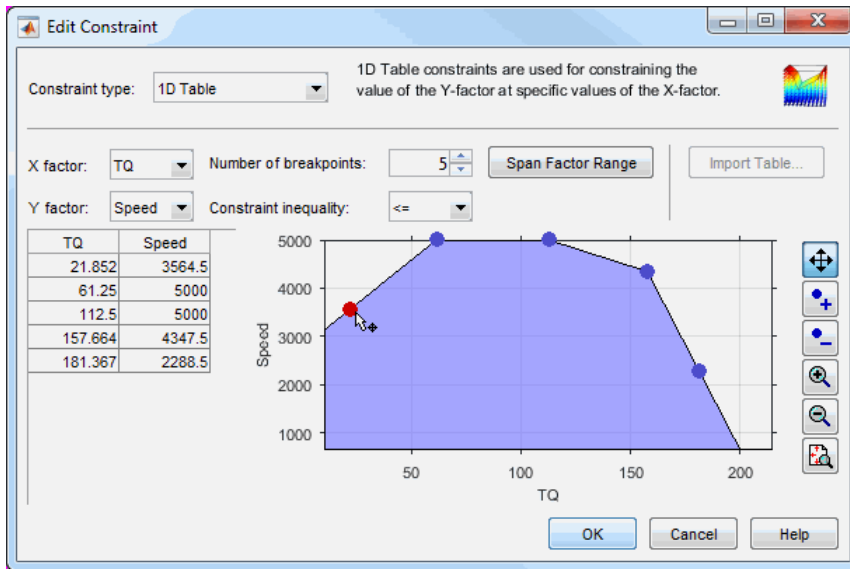 Edit Constraint
Constraint type: 1D Table
1D Table constraints are used for constraining the
value of the Y-factor at specific values of the X-factor.
X factor: TQ Number of breakpoints: 5 Span Factor Range Import Table...
Y factor: Speed Constraint inequality: <=
TQ Speed
21.852 3564.5
61.25 5000
112.5 5000
157.664 4347.5
181.367 2288.5
5000
4000
3000
2000
1000
Speed
50 100 150 200
TQ
OK Cancel Help